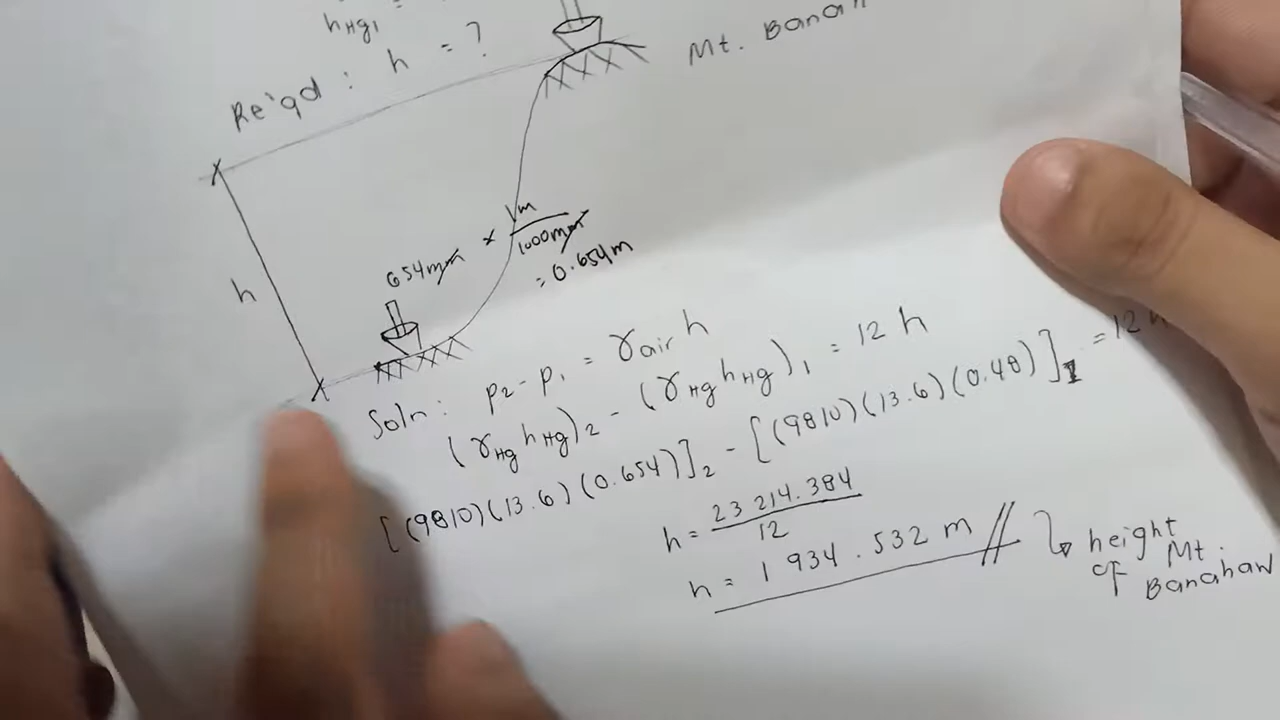 hHg1 =
Re'qd : h = ?
Mt. Banah
h
654mm x 1m/1000mm
= 0.654m
Soln: p₂ - p₁ = γair h
(γHg hHg)₂ - (γHg hHg)₁ = 12 h
[(9810)(13.6)(0.654)]₂ - [(9810)(13.6)(0.48)]₁ = 12 h
h = 23 214.384/12
h = 1 934.532 m // height of Mt. Banahaw